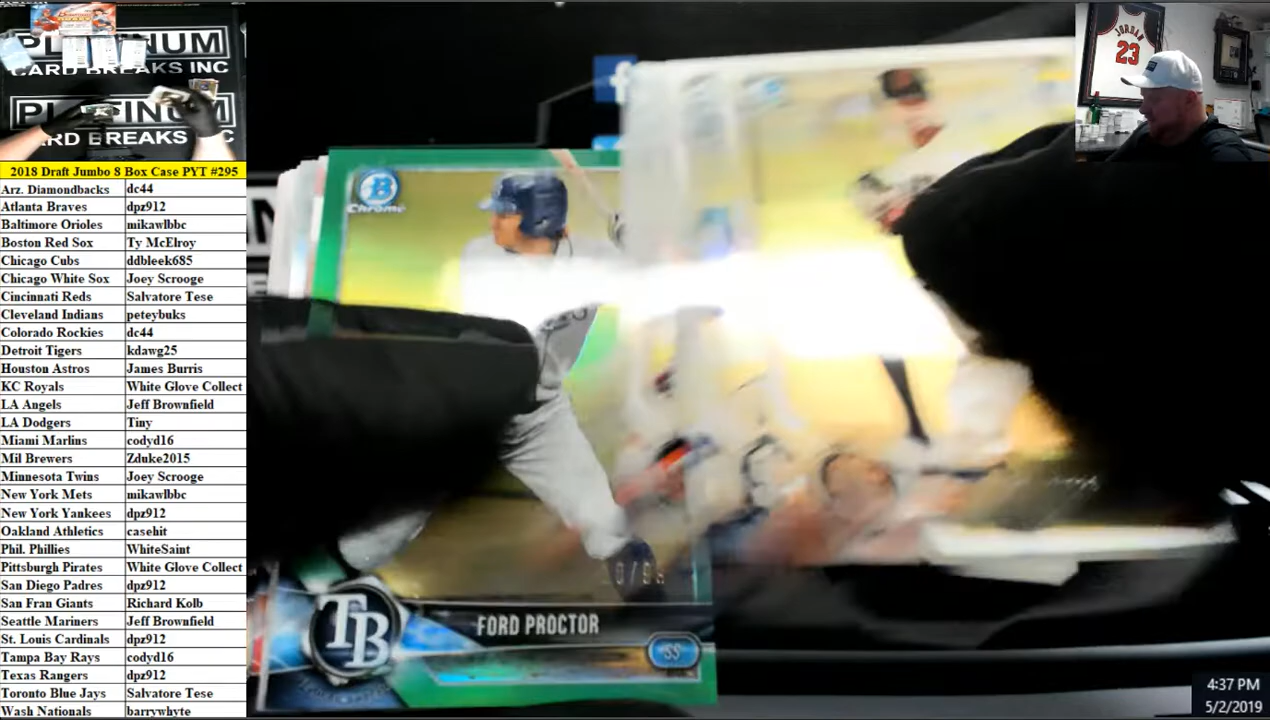 PLATINUM
CARD BREAKS INC
PLATINUM
CARD BREAKS
2018 Draft Jumbo 8 Box Case PYT #295
Arz. Diamondbacks dc44
Atlanta Braves dpz912
Baltimore Orioles mikawlbbc
Boston Red Sox Ty McElroy
Chicago Cubs ddbleek685
Chicago White Sox Joey Scrooge
Cincinnati Reds Salvatore Tese
Cleveland Indians peteybuks
Colorado Rockies dc44
Detroit Tigers kdawg25
Houston Astros James Burris
KC Royals White Glove Collect
LA Angels Jeff Brownfield
LA Dodgers Tiny
Miami Marlins codyd16
Mil Brewers Zduke2015
Minnesota Twins Joey Scrooge
New York Mets mikawlbbc
New York Yankees dpz912
Oakland Athletics casehit
Phil. Phillies WhiteSaint
Pittsburgh Pirates White Glove Collect
San Diego Padres dpz912
San Fran Giants Richard Kolb
Seattle Mariners Jeff Brownfield
St. Louis Cardinals dpz912
Tampa Bay Rays codyd16
Texas Rangers dpz912
Toronto Blue Jays Salvatore Tese
Wash Nationals barrywhyte
B
Chrome
TB
FORD PROCTOR
SS
JORDAN
23
4:37 PM
5/2/2019